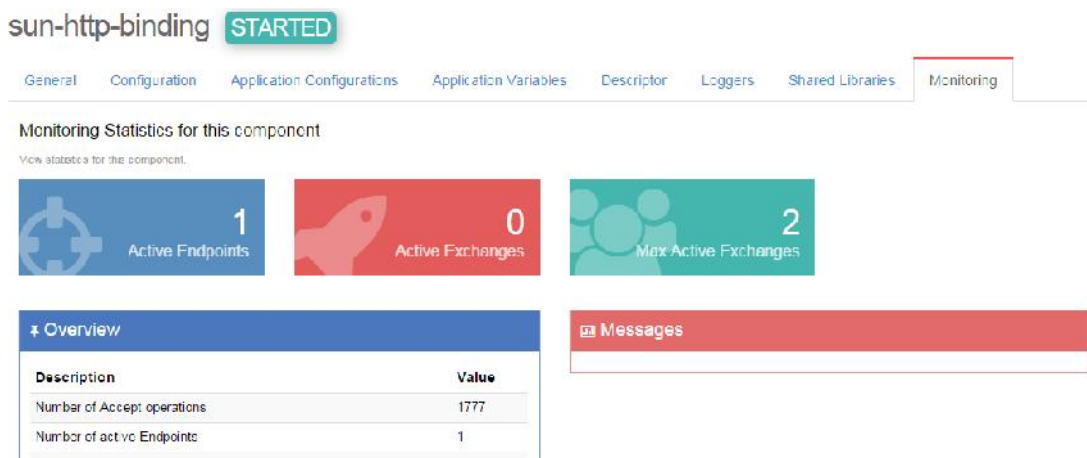 sun-http-binding STARTED
General Configuration Application Configurations Application Variables Descriptor Loggers Shared Libraries Monitoring
Monitoring Statistics for this component
View statistics for this component.
1
Active Endpoints
0
Active Exchanges
2
Max Active Exchanges
Overview
Description Value
Number of Accept operations 1777
Number of active Endpoints 1
Messages